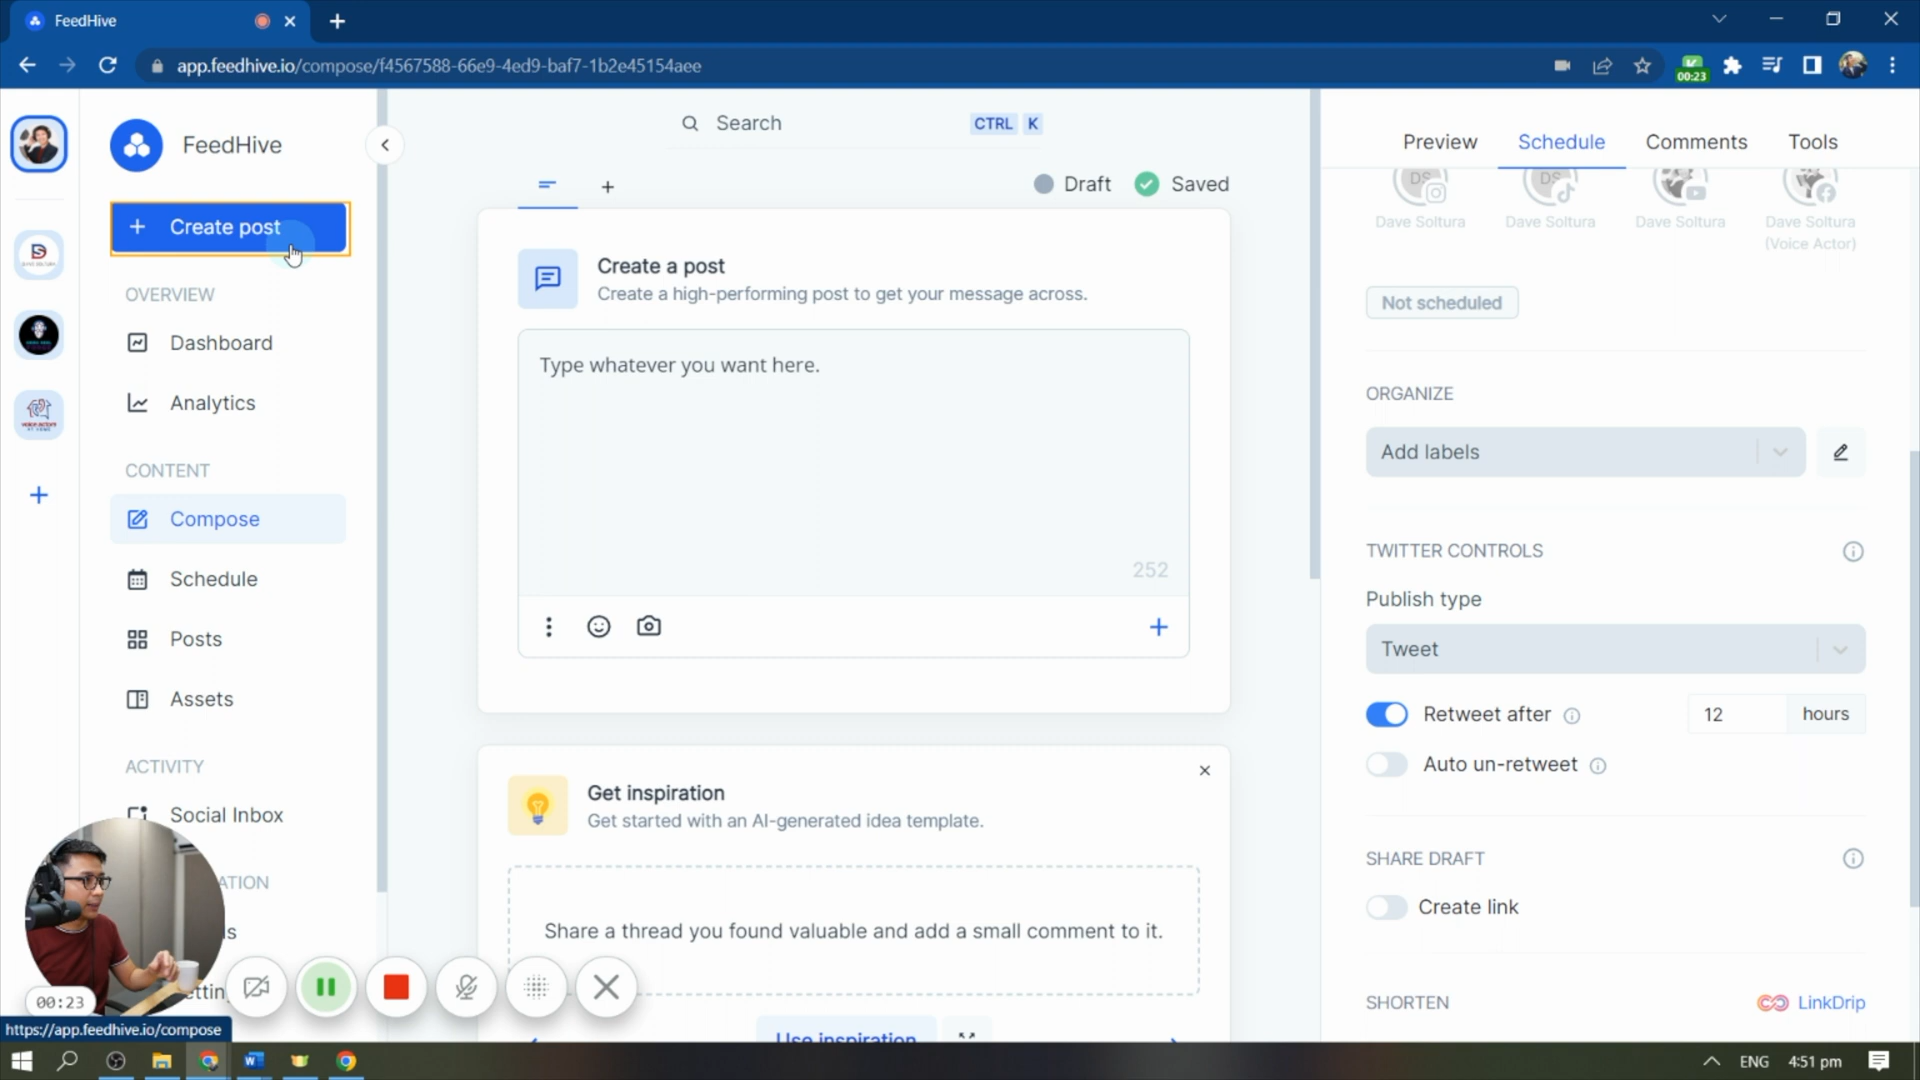 FeedHive
app.feedhive.io/compose/f4567588-66e9-4ed9-baf7-1b2e45154aee
00:23
FeedHive
Create post
OVERVIEW
Dashboard
Analytics
CONTENT
Compose
Schedule
Posts
Assets
ACTIVITY
Social Inbox
ATION
s
ettin
00:23
https://app.feedhive.io/compose
Search
CTRL K
Draft
Saved
Create a post
Create a high-performing post to get your message across.
Type whatever you want here.
252
Get inspiration
Get started with an AI-generated idea template.
Share a thread you found valuable and add a small comment to it.
Use inspiration
Preview
Schedule
Comments
Tools
DS
DS
Dave Soltura
Dave Soltura
Dave Soltura
Dave Soltura
(Voice Actor)
Not scheduled
ORGANIZE
Add labels
TWITTER CONTROLS
Publish type
Tweet
Retweet after
12
hours
Auto un-retweet
SHARE DRAFT
Create link
SHORTEN
LinkDrip
ENG
4:51 pm